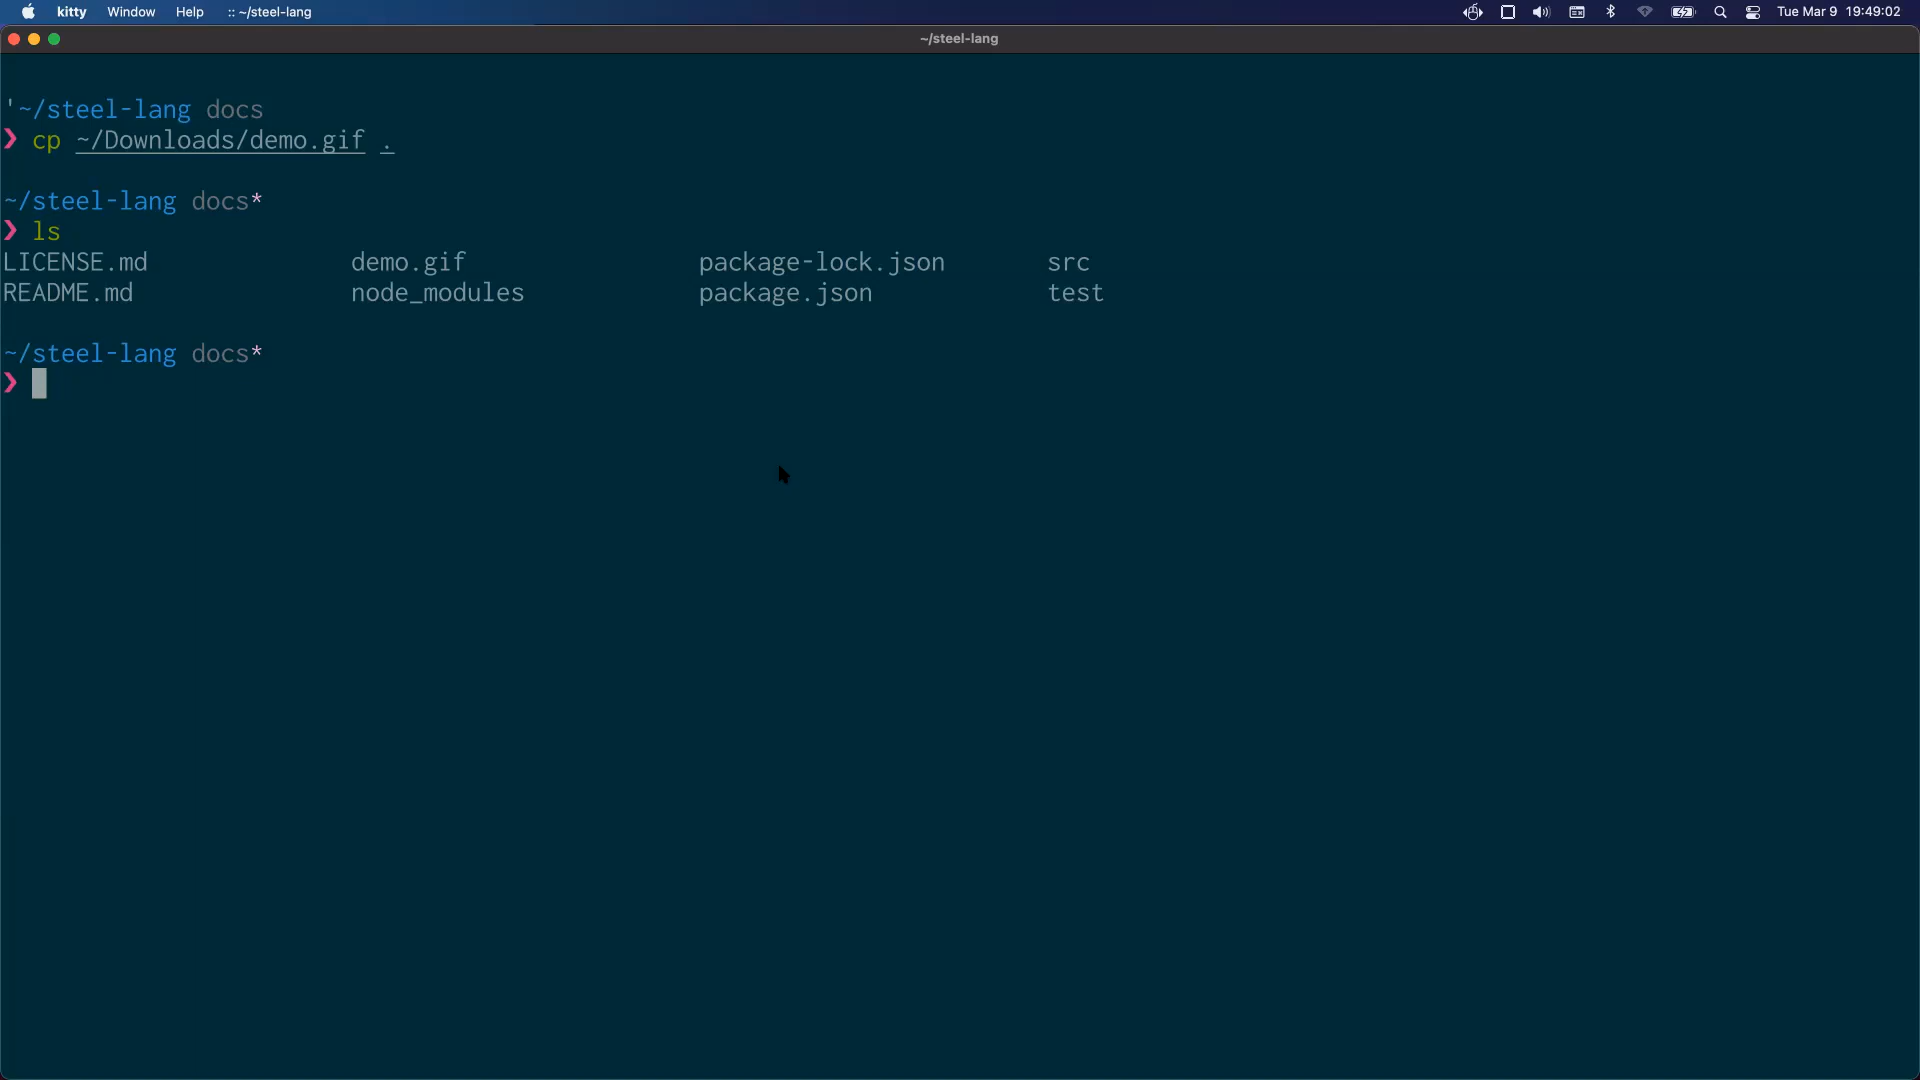 kitty Window Help :: ~/steel-lang Tue Mar 9 19:49:02
~/steel-lang
'~/steel-lang docs
❯ cp ~/Downloads/demo.gif .
~/steel-lang docs*
❯ ls
LICENSE.md demo.gif package-lock.json src
README.md node_modules package.json test
~/steel-lang docs*
❯